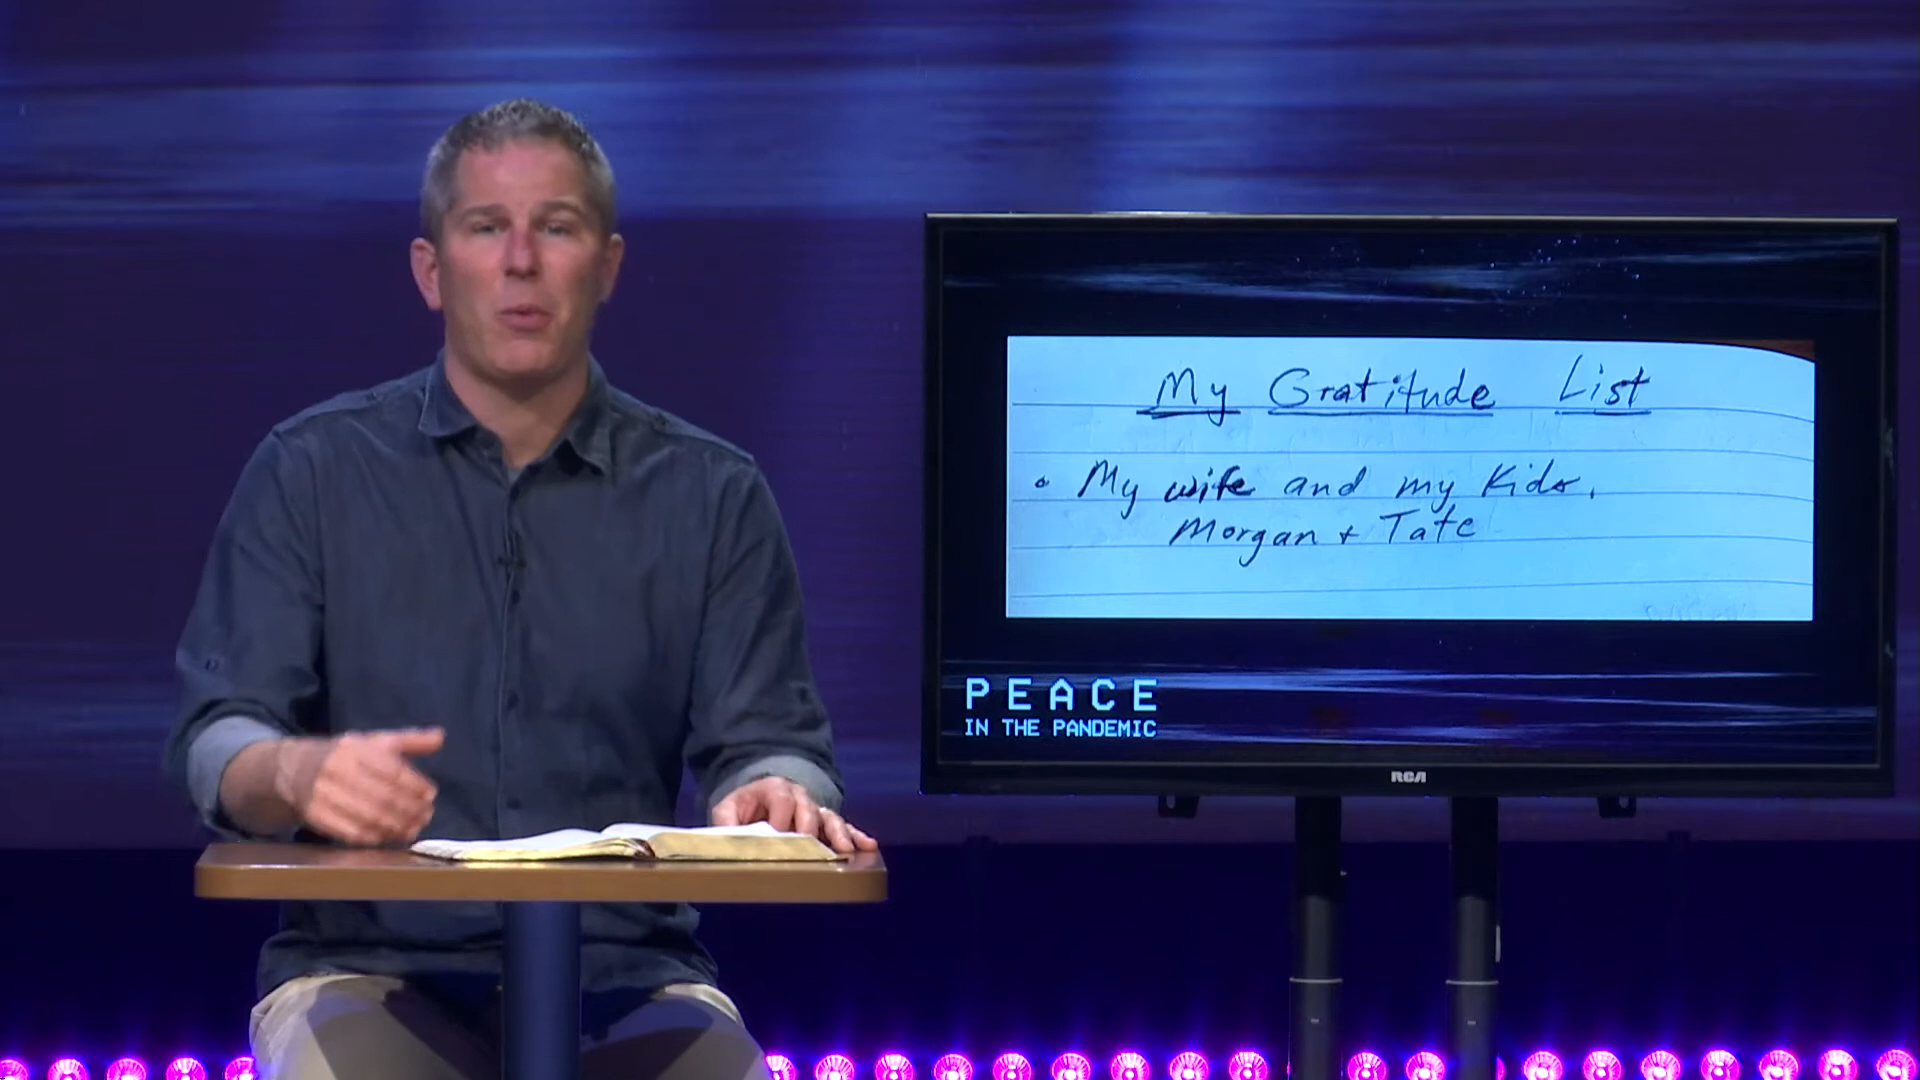 My Gratitude List
• My wife and my Kids.
Morgan + Tate
PEACE
IN THE PANDEMIC
RCA